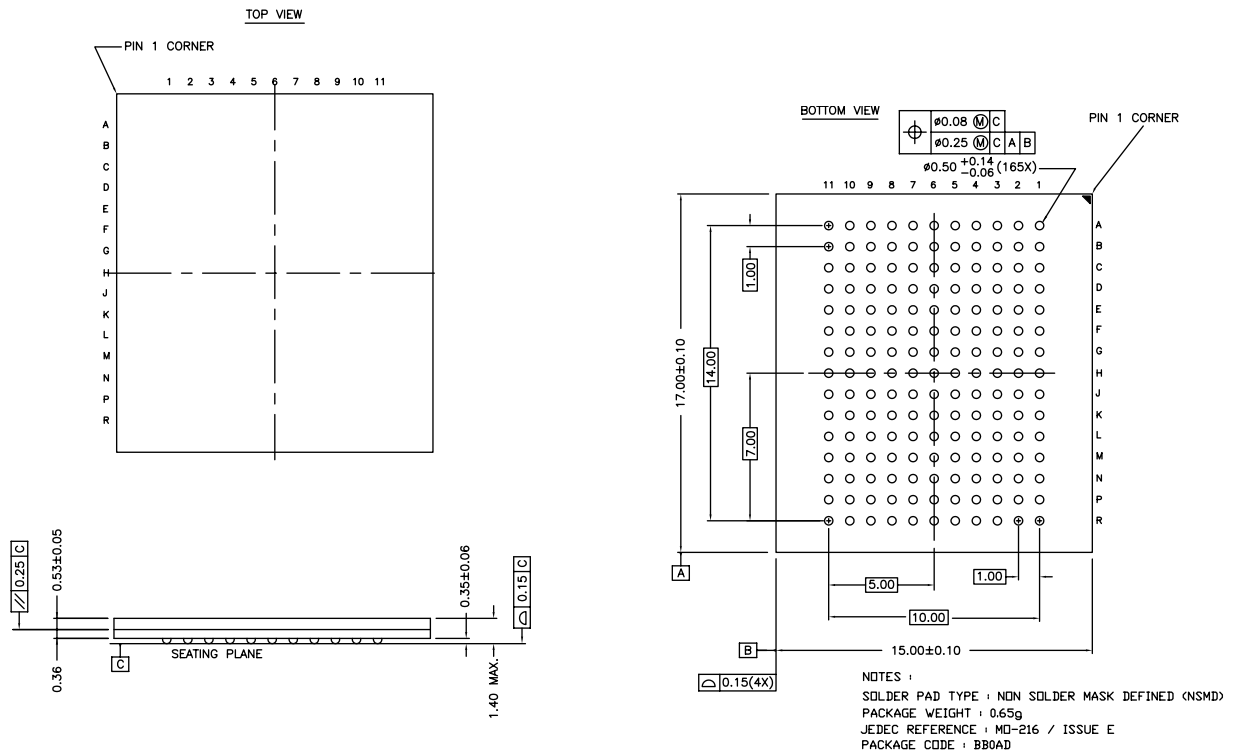 TOP VIEW
PIN 1 CORNER
1 2 3 4 5 6 7 8 9 10 11
A
B
C
D
E
F
G
H
J
K
L
M
N
P
R
BOTTOM VIEW
⌖ ø0.08 Ⓜ C
ø0.25 Ⓜ C A B
PIN 1 CORNER
ø0.50 +0.14 -0.06 (165X)
11 10 9 8 7 6 5 4 3 2 1
A
B
C
D
E
F
G
H
J
K
L
M
N
P
R
1.00
17.00±0.10
14.00
7.00
A
5.00
1.00
10.00
B
15.00±0.10
⌓ 0.15(4X)
// 0.25 C
0.53±0.05
0.35±0.06
⌓ 0.15 C
C
SEATING PLANE
0.36
1.40 MAX.
NOTES :
SOLDER PAD TYPE : NON SOLDER MASK DEFINED (NSMD)
PACKAGE WEIGHT : 0.65g
JEDEC REFERENCE : MO-216 / ISSUE E
PACKAGE CODE : BB0AD